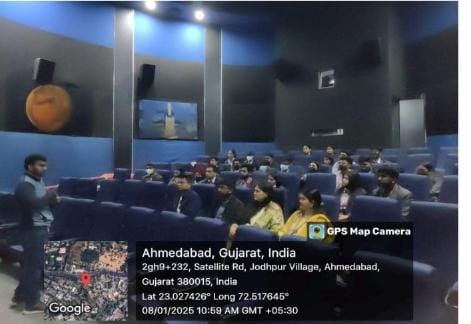 GPS Map Camera
Ahmedabad, Gujarat, India
2gh9+232, Satellite Rd, Jodhpur Village, Ahmedabad,
Gujarat 380015, India
Lat 23.027426° Long 72.517645°
08/01/2025 10:59 AM GMT +05:30
Google